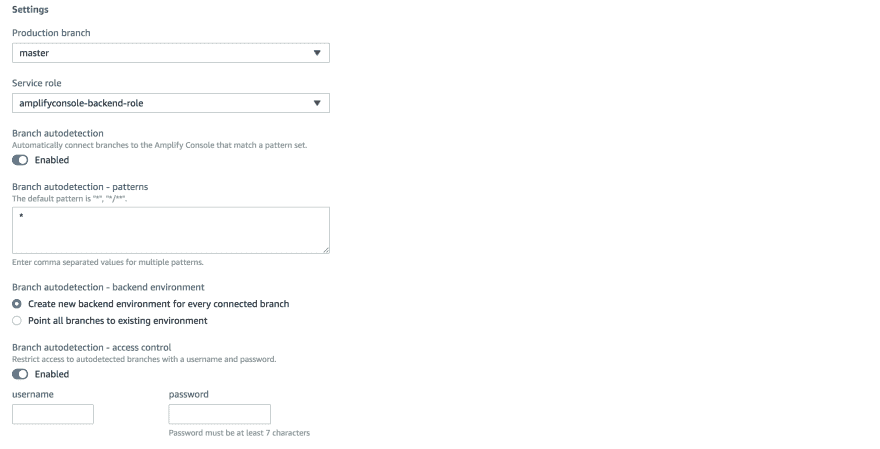 Settings
Production branch
master
Service role
amplifyconsole-backend-role
Branch autodetection
Automatically connect branches to the Amplify Console that match a pattern set.
Enabled
Branch autodetection - patterns
The default pattern is "*", "*/**".
*
Enter comma separated values for multiple patterns.
Branch autodetection - backend environment
Create new backend environment for every connected branch
Point all branches to existing environment
Branch autodetection - access control
Restrict access to autodetected branches with a username and password.
Enabled
username password
Password must be at least 7 characters